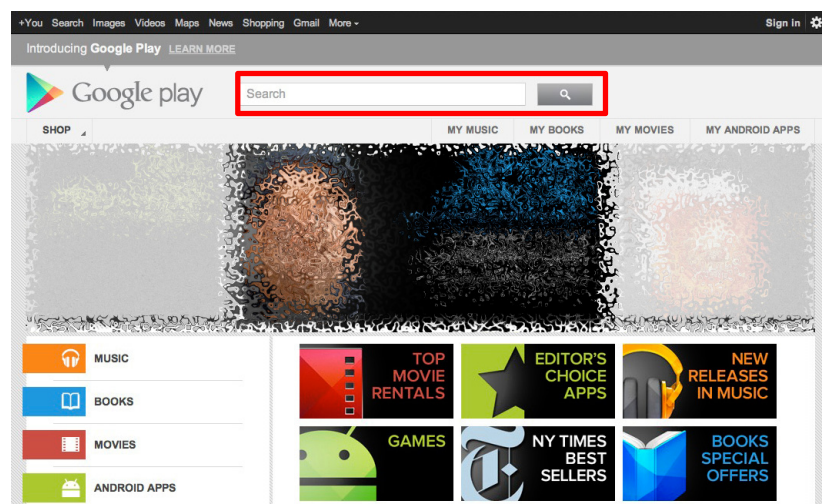 +You Search Images Videos Maps News Shopping Gmail More
Sign in
Introducing Google Play LEARN MORE
Google play
Search
SHOP
MY MUSIC MY BOOKS MY MOVIES MY ANDROID APPS
MUSIC
BOOKS
MOVIES
ANDROID APPS
TOP
MOVIE
RENTALS
EDITOR'S
CHOICE
APPS
NEW
RELEASES
IN MUSIC
GAMES
NY TIMES
BEST
SELLERS
BOOKS
SPECIAL
OFFERS